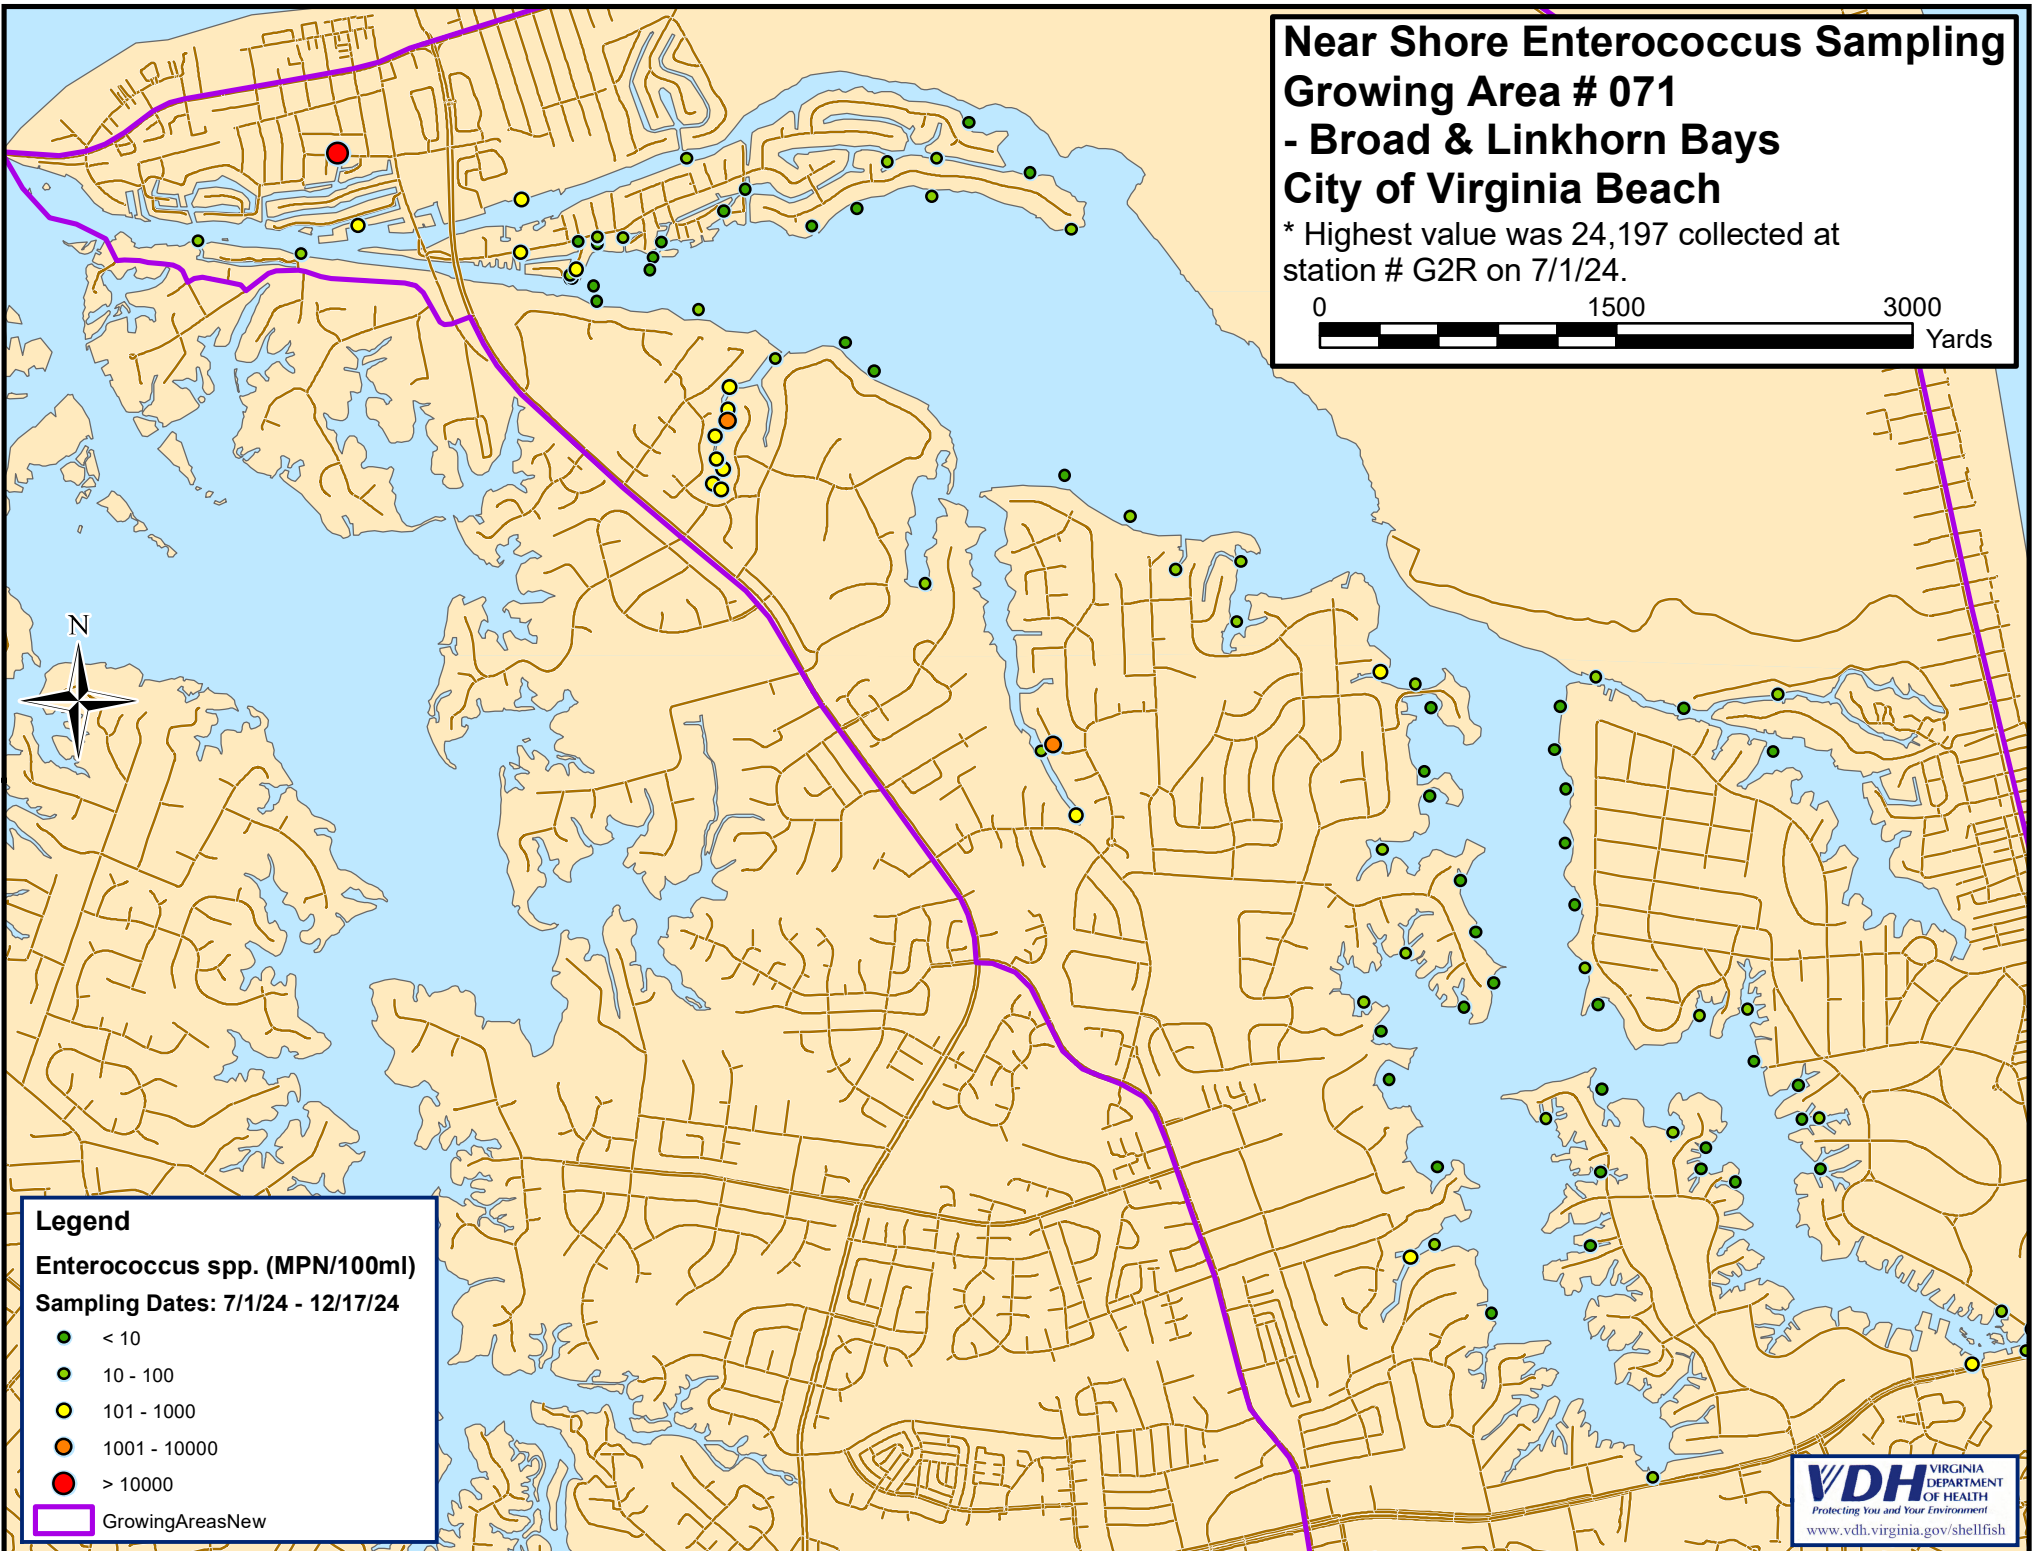 Near Shore Enterococcus Sampling
Growing Area # 071
- Broad & Linkhorn Bays
City of Virginia Beach
* Highest value was 24,197 collected at
station # G2R on 7/1/24.
0 1500 3000
Yards
N
Legend
Enterococcus spp. (MPN/100ml)
Sampling Dates: 7/1/24 - 12/17/24
< 10
10 - 100
101 - 1000
1001 - 10000
> 10000
GrowingAreasNew
VDH VIRGINIA
DEPARTMENT
OF HEALTH
Protecting You and Your Environment
www.vdh.virginia.gov/shellfish